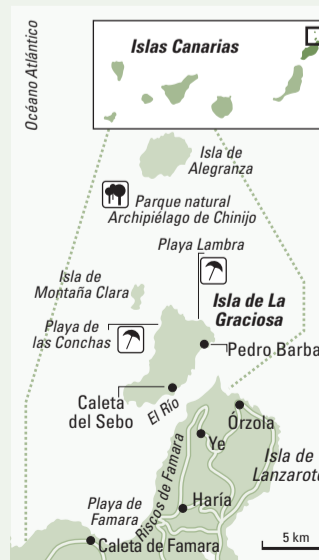 Océano Atlántico
Islas Canarias
Isla de
Alegranza
Parque natural
Archipiélago de Chinijo
Playa Lambra
Isla de
Montaña Clara
Isla de La
Graciosa
Playa de
las Conchas
Pedro Barba
Caleta
del Sebo
El Río
Órzola
Ye
Isla de
Lanzarote
Riscos de Famara
Haría
Playa de
Famara
Caleta de Famara
5 km